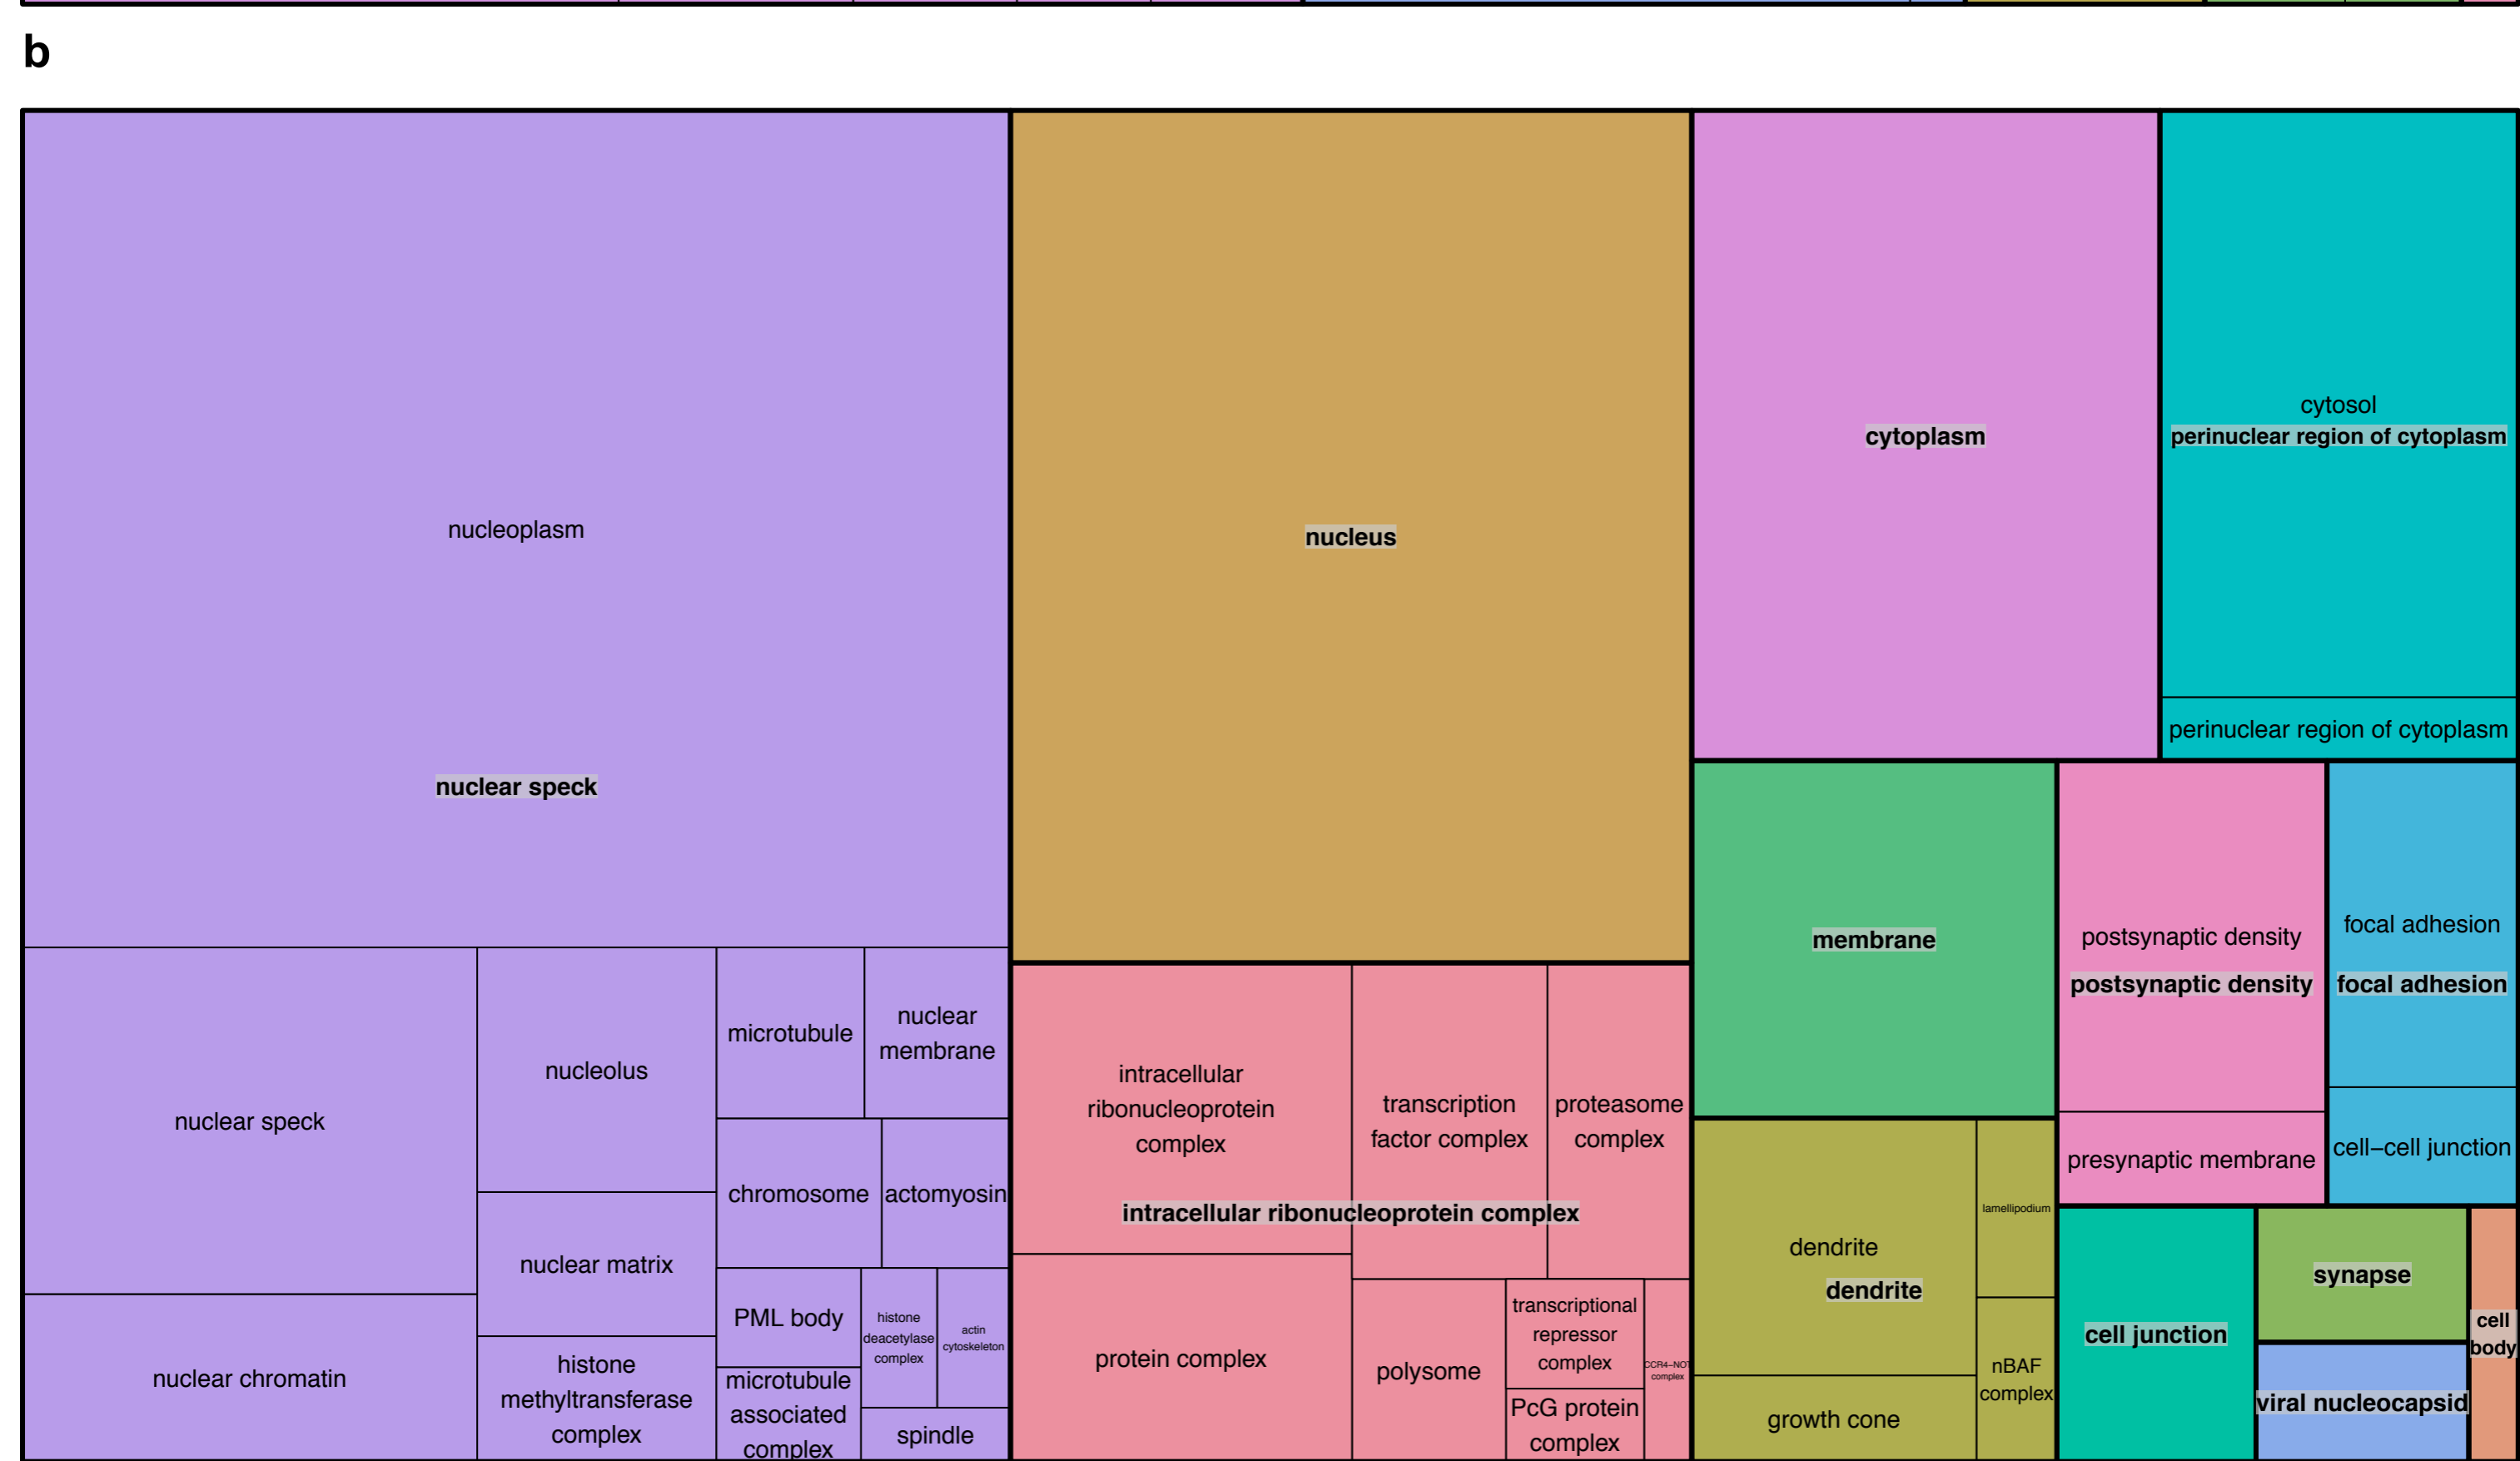 b
nucleoplasm
nuclear speck
nuclear speck
nuclear chromatin
nucleolus
nuclear matrix
histone
methyltransferase
complex
microtubule
nuclear
membrane
chromosome
actomyosin
PML body
histone
deacetylase
complex
actin
cytoskeleton
microtubule
associated
complex
spindle
nucleus
intracellular
ribonucleoprotein
complex
transcription
factor complex
proteasome
complex
intracellular ribonucleoprotein complex
protein complex
polysome
transcriptional
repressor
complex
PcG protein
complex
CCR4−NOT
complex
cytoplasm
cytosol
perinuclear region of cytoplasm
perinuclear region of cytoplasm
membrane
postsynaptic density
postsynaptic density
presynaptic membrane
focal adhesion
focal adhesion
cell−cell junction
dendrite
dendrite
lamellipodium
growth cone
nBAF
complex
cell junction
synapse
viral nucleocapsid
cell
body